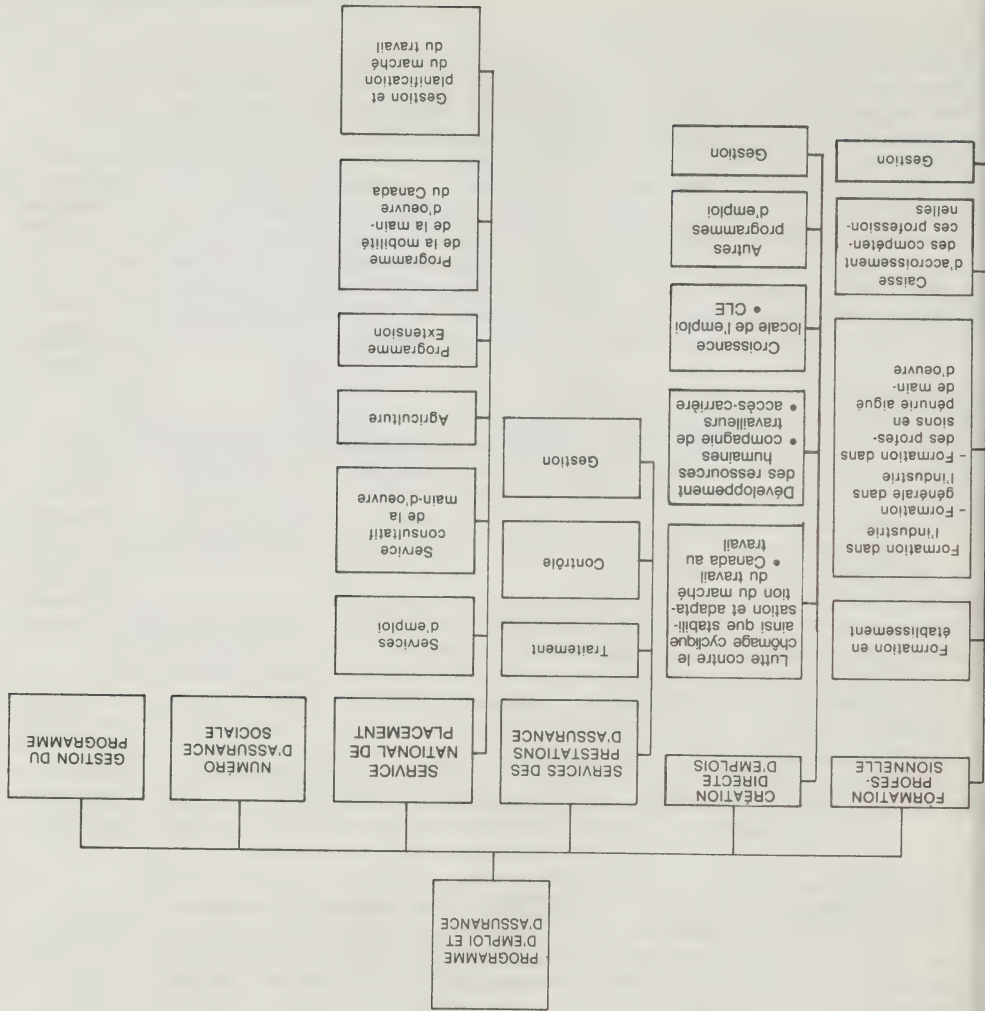 PROGRAMME
D'EMPLOI ET
D'ASSURANCE
FORMATION
PROFES-
SIONNELLE
Formation en
établissement
Formation dans
l'industrie
– Formation
générale dans
l'industrie
– Formation dans
des profes-
sions en
pénurie aiguë
de main-
d'oeuvre
Caisse
d'accroissement
des compéten-
ces profession-
nelles
Gestion
CRÉATION
DIRECTE
D'EMPLOIS
Lutte contre le
chômage cyclique
ainsi que stabili-
sation et adapta-
tion du marché
du travail
• Canada au
travail
Développement
des ressources
humaines
• compagnie de
travailleurs
• accès-carrière
Croissance
locale de l'emploi
• CLE
Autres
programmes
d'emploi
Gestion
SERVICES DES
PRESTATIONS
D'ASSURANCE
Traitement
Contrôle
Gestion
SERVICE
NATIONAL DE
PLACEMENT
Services
d'emploi
Service
consultatif
de la
main-d'oeuvre
Agriculture
Programme
Extension
Programme
de la mobilité
de la main-
d'oeuvre
du Canada
Gestion et
planification
du marché
du travail
NUMÉRO
D'ASSURANCE
SOCIALE
GESTION DU
PROGRAMME